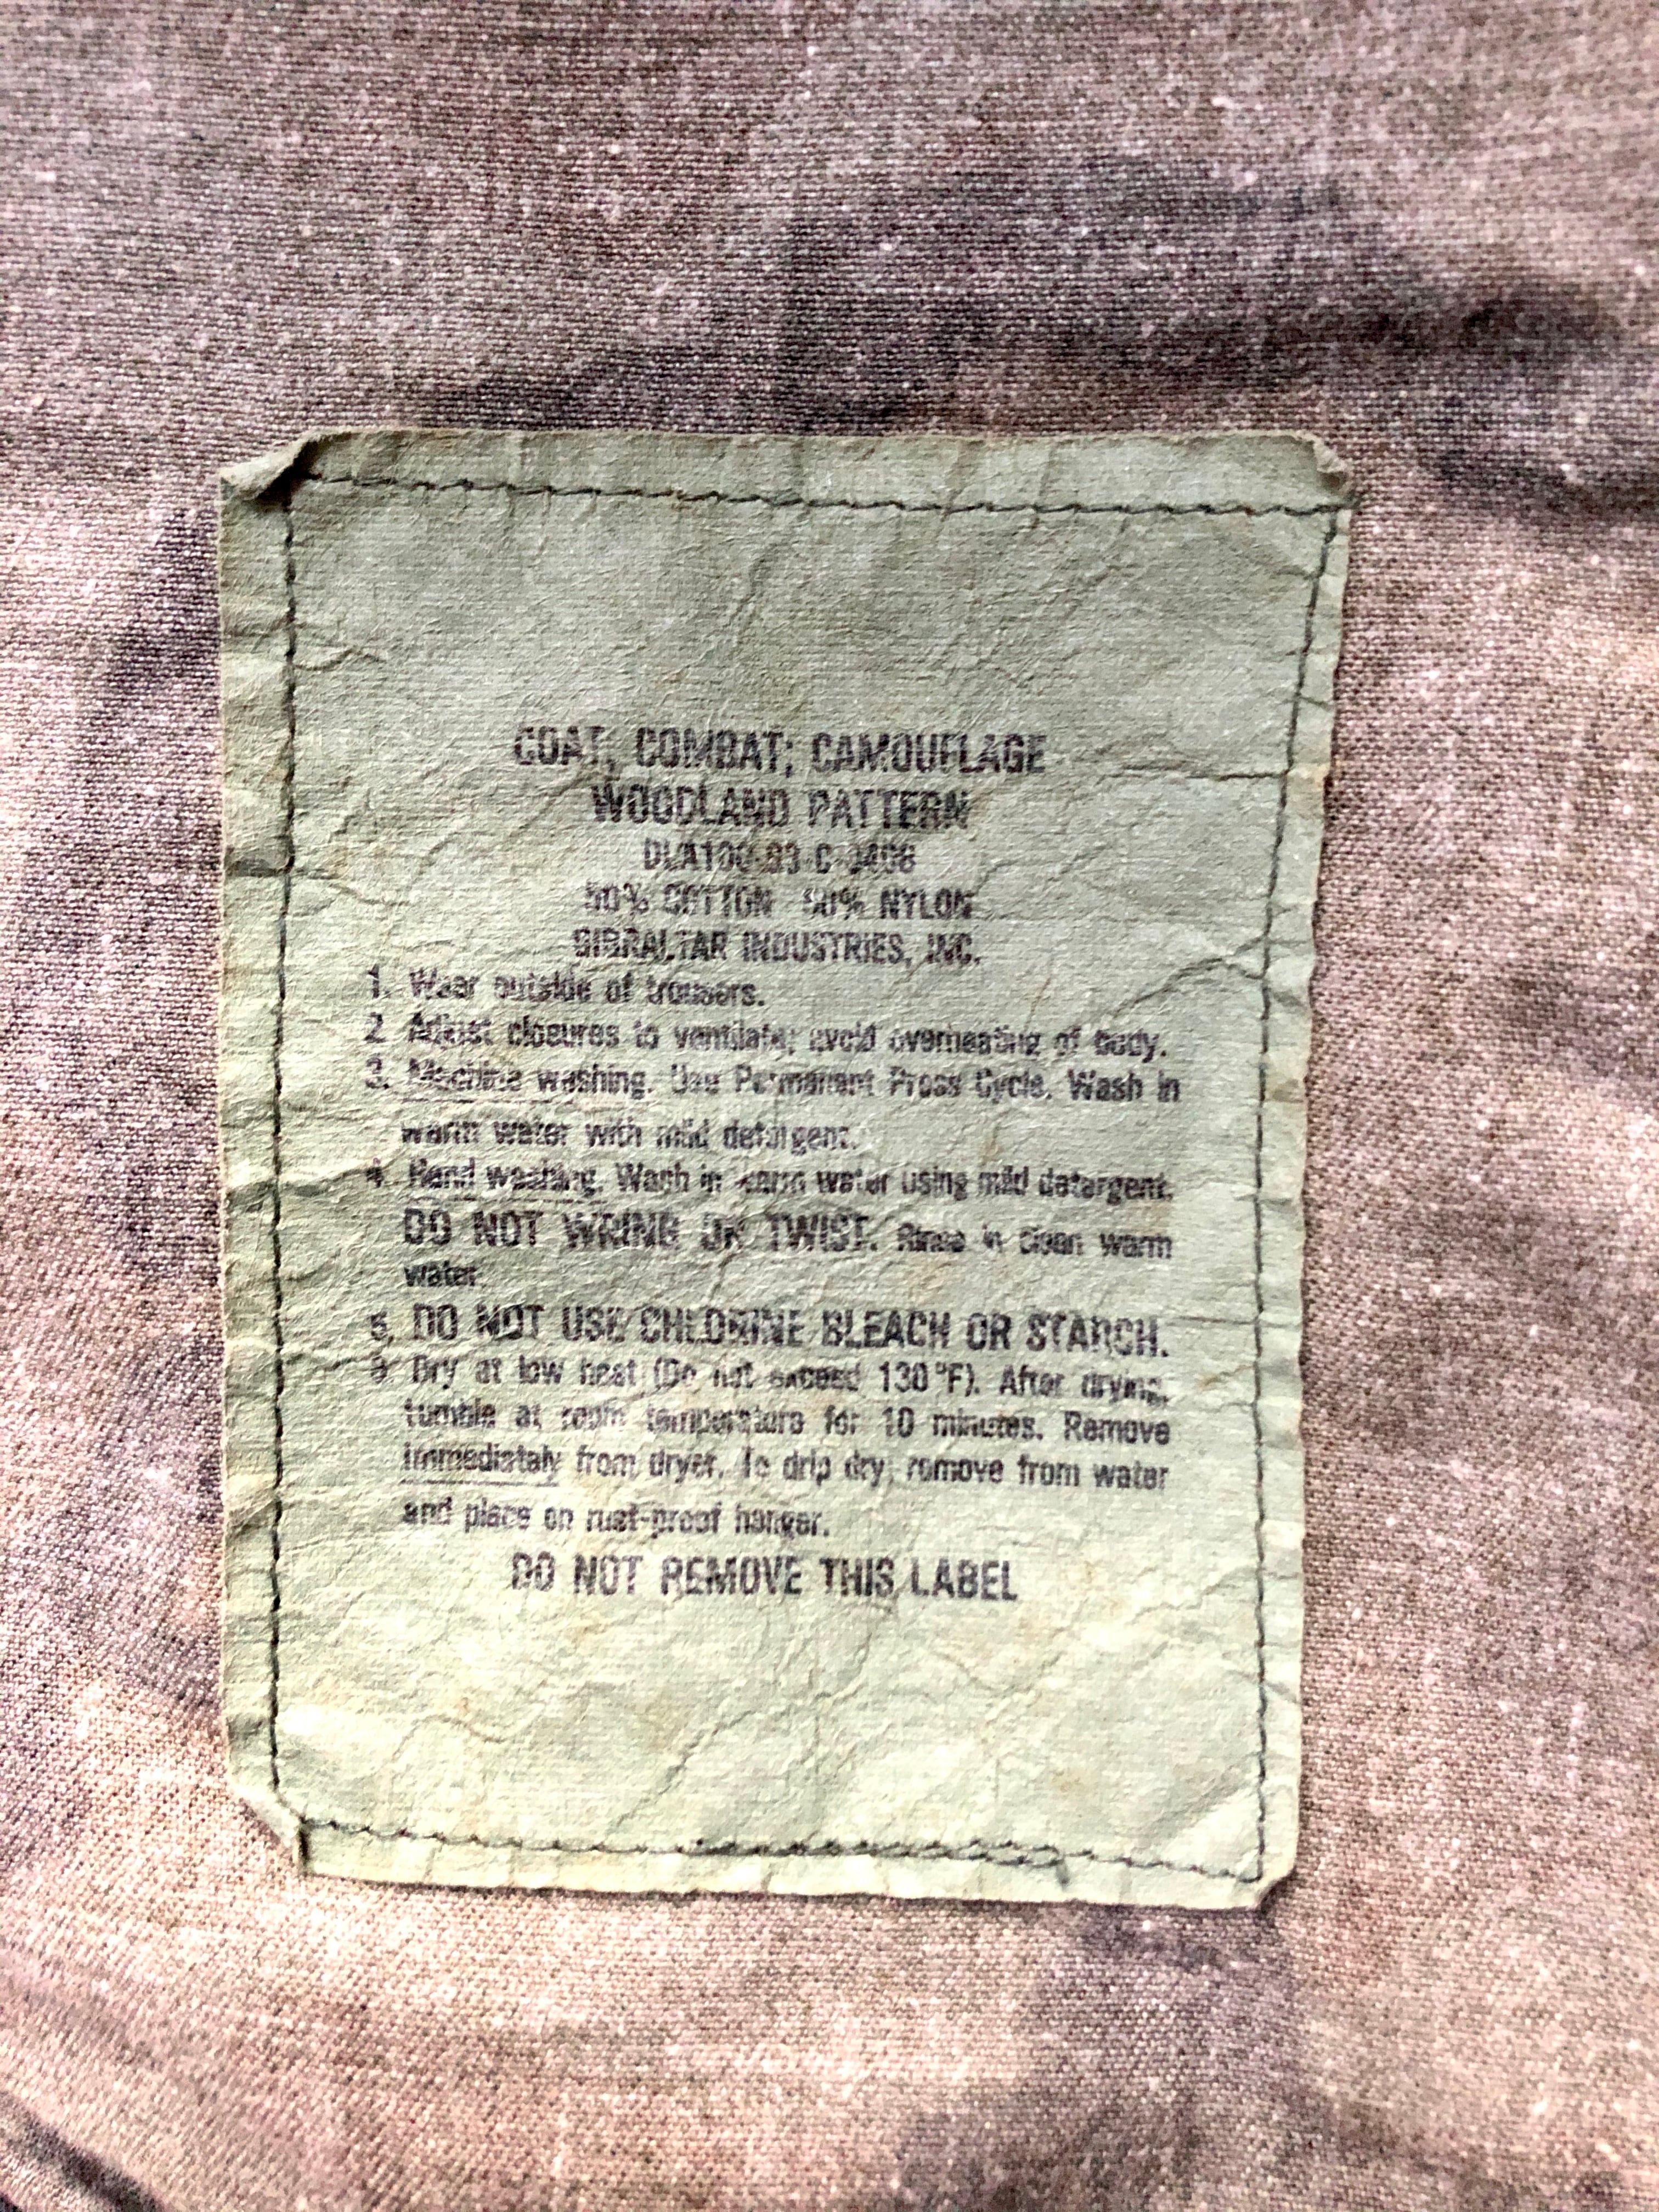 COAT, COMBAT; CAMOUFLAGE
WOODLAND PATTERN
DLA100-83-C-0408
50% COTTON 50% NYLON
GIBRALTAR INDUSTRIES, INC.
1. Wear outside of trousers.
2. Adjust closures to ventilate; avoid overheating of body.
3. Machine washing. Use Permanent Press Cycle. Wash in
warm water with mild detergent.
4. Hand washing. Wash in warm water using mild detergent.
DO NOT WRING OR TWIST. Rinse in clean warm
water.
5. DO NOT USE CHLORINE BLEACH OR STARCH.
6. Dry at low heat (Do not exceed 130°F). After drying,
tumble at room temperature for 10 minutes. Remove
immediately from dryer. To drip dry, remove from water
and place on rust-proof hanger.
DO NOT REMOVE THIS LABEL